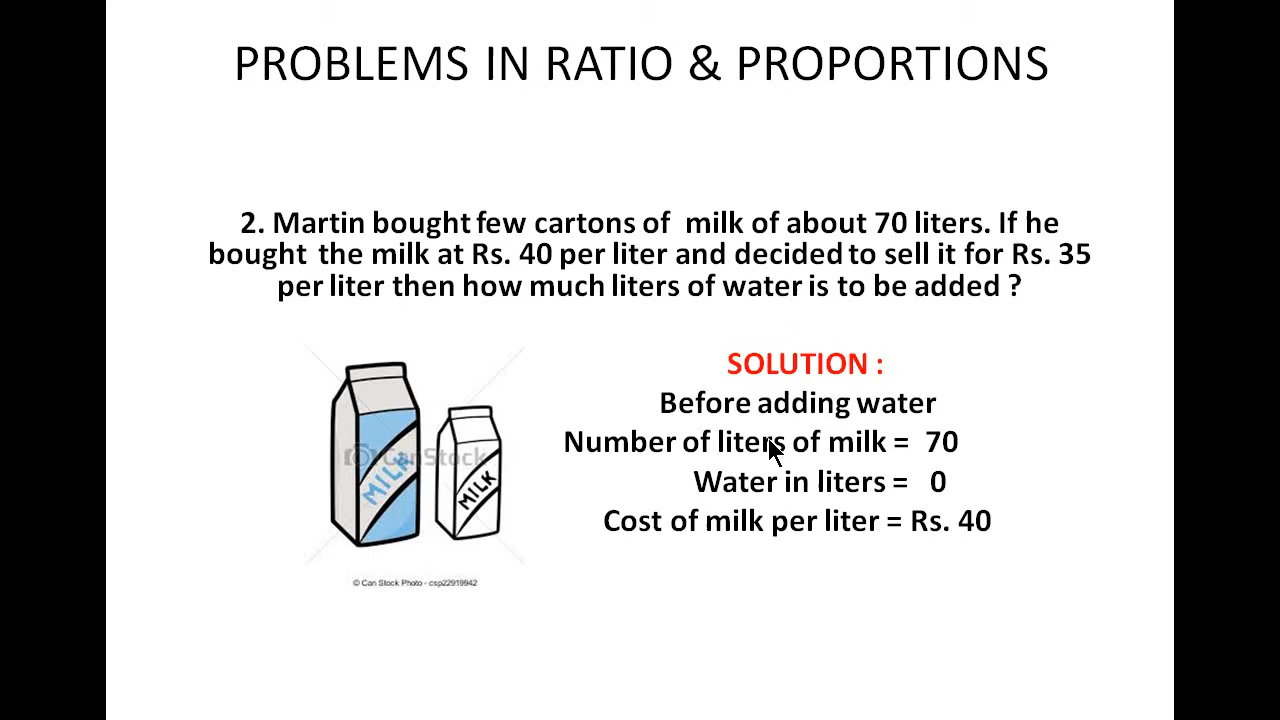 PROBLEMS IN RATIO & PROPORTIONS
2. Martin bought few cartons of milk of about 70 liters. If he
bought the milk at Rs. 40 per liter and decided to sell it for Rs. 35
per liter then how much liters of water is to be added ?
SOLUTION :
Before adding water
Number of liters of milk = 70
Water in liters = 0
Cost of milk per liter = Rs. 40
MILK
MILK
CanStock
© Can Stock Photo - csp22919942